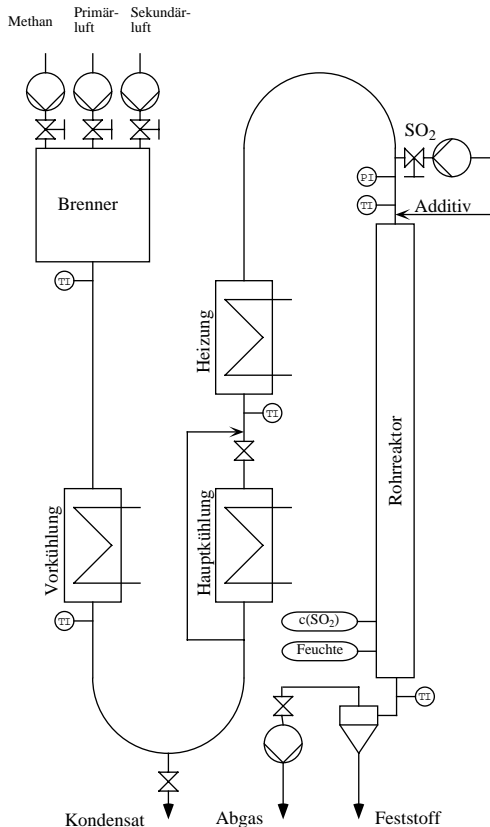 Methan
Primär-
luft
Sekundär-
luft
Brenner
TI
Vorkühlung
TI
Kondensat
Hauptkühlung
TI
Heizung
SO2
PI
TI
Additiv
Rohrreaktor
c(SO2)
Feuchte
TI
Abgas
Feststoff